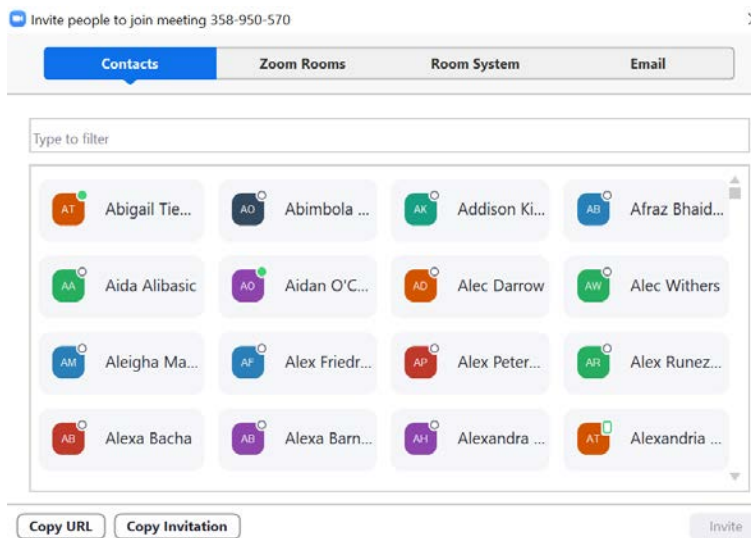 Invite people to join meeting 358-950-570
Contacts Zoom Rooms Room System Email
Type to filter
AT Abigail Tie... AO Abimbola ... AK Addison Ki... AB Afraz Bhaid...
AA Aida Alibasic AO Aidan O'C... AD Alec Darrow AW Alec Withers
AM Aleigha Ma... AF Alex Friedr... AP Alex Peter... AR Alex Runez...
AB Alexa Bacha AB Alexa Barn... AH Alexandra ... AT Alexandria ...
Copy URL Copy Invitation Invite